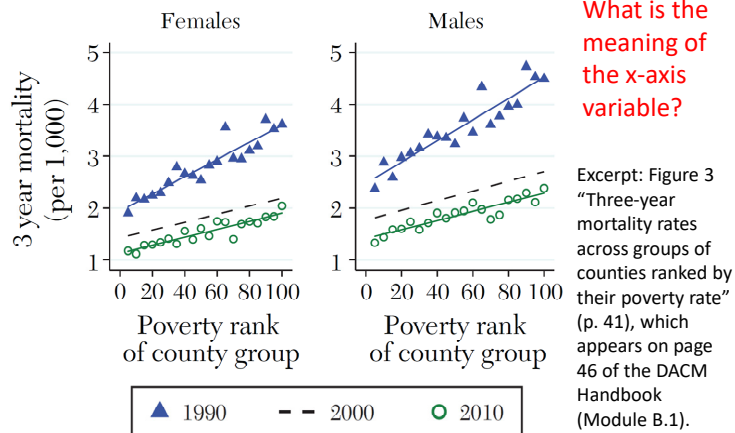 Females
Males
What is the
meaning of
the x-axis
variable?
3 year mortality
(per 1,000)
5
4
3
2
1
0 20 40 60 80 100
Poverty rank
of county group
5
4
3
2
1
0 20 40 60 80 100
Poverty rank
of county group
1990
2000
2010
Excerpt: Figure 3
“Three-year
mortality rates
across groups of
counties ranked by
their poverty rate”
(p. 41), which
appears on page
46 of the DACM
Handbook
(Module B.1).